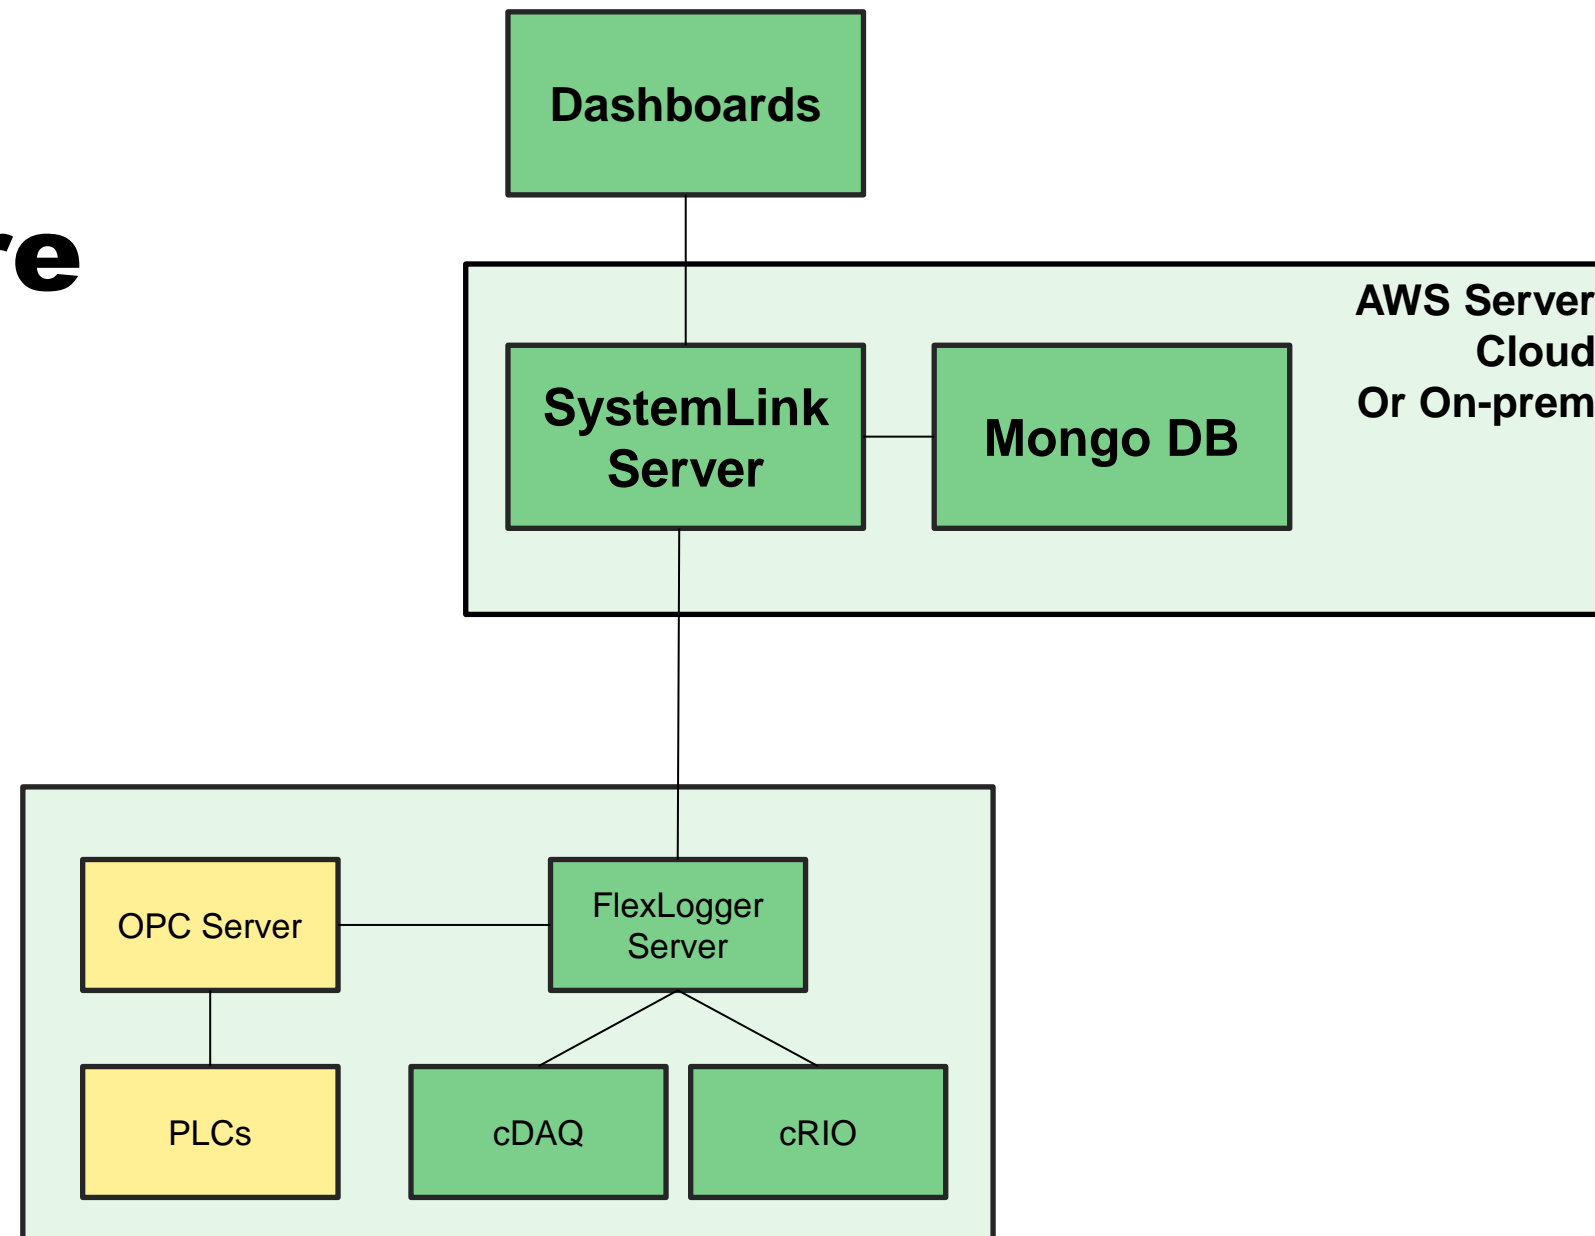 Dashboards
re
AWS Server
Cloud
Or On-prem
SystemLink
Server
Mongo DB
OPC Server
FlexLogger
Server
PLCs
cDAQ
cRIO